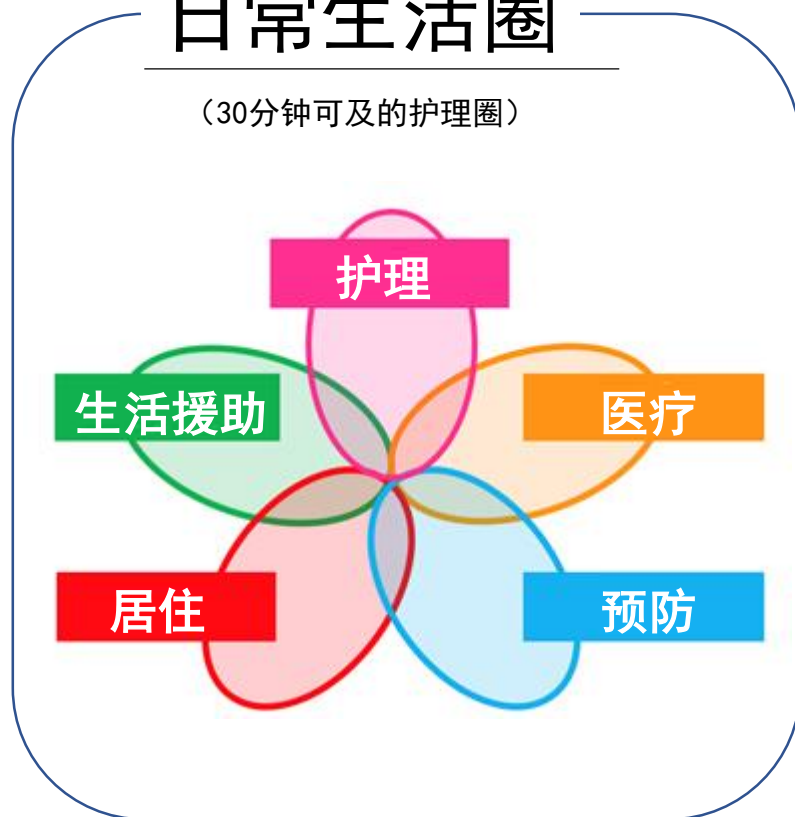 日常生活圈
（30分钟可及的护理圈）
护理
生活援助
医疗
居住
预防